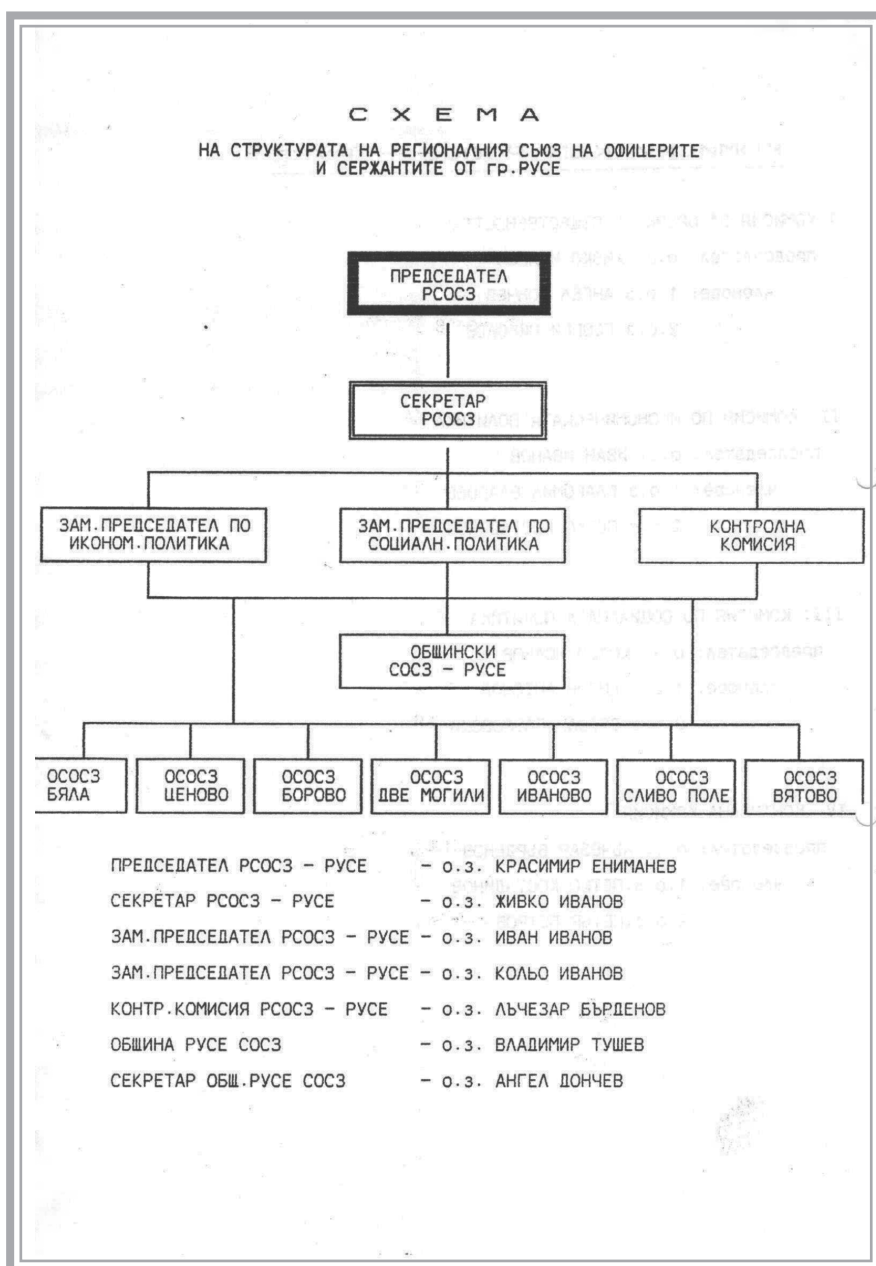 С Х Е М А
НА СТРУКТУРАТА НА РЕГИОНАЛНИЯ СЪЮЗ НА ОФИЦЕРИТЕ
И СЕРЖАНТИТЕ ОТ гр.РУСЕ
ПРЕДСЕДАТЕЛ
РСОСЗ
СЕКРЕТАР
РСОСЗ
ЗАМ.ПРЕДСЕДАТЕЛ ПО
ИКОНОМ.ПОЛИТИКА
ЗАМ.ПРЕДСЕДАТЕЛ ПО
СОЦИАЛН.ПОЛИТИКА
КОНТРОЛНА
КОМИСИЯ
ОБЩИНСКИ
СОСЗ - РУСЕ
ОСОСЗ
БЯЛА
ОСОСЗ
ЦЕНОВО
ОСОСЗ
БОРОВО
ОСОСЗ
ДВЕ МОГИЛИ
ОСОСЗ
ИВАНОВО
ОСОСЗ
СЛИВО ПОЛЕ
ОСОСЗ
ВЯТОВО
ПРЕДСЕДАТЕЛ РСОСЗ - РУСЕ - о.з. КРАСИМИР ЕНИМАНЕВ
СЕКРЕТАР РСОСЗ - РУСЕ - о.з. ЖИВКО ИВАНОВ
ЗАМ.ПРЕДСЕДАТЕЛ РСОСЗ - РУСЕ - о.з. ИВАН ИВАНОВ
ЗАМ.ПРЕДСЕДАТЕЛ РСОСЗ - РУСЕ - о.з. КОЛЬО ИВАНОВ
КОНТР.КОМИСИЯ РСОСЗ - РУСЕ - о.з. ЛЪЧЕЗАР БЪРДЕНОВ
ОБЩИНА РУСЕ СОСЗ - о.з. ВЛАДИМИР ТУШЕВ
СЕКРЕТАР ОБЩ.РУСЕ СОСЗ - о.з. АНГЕЛ ДОНЧЕВ